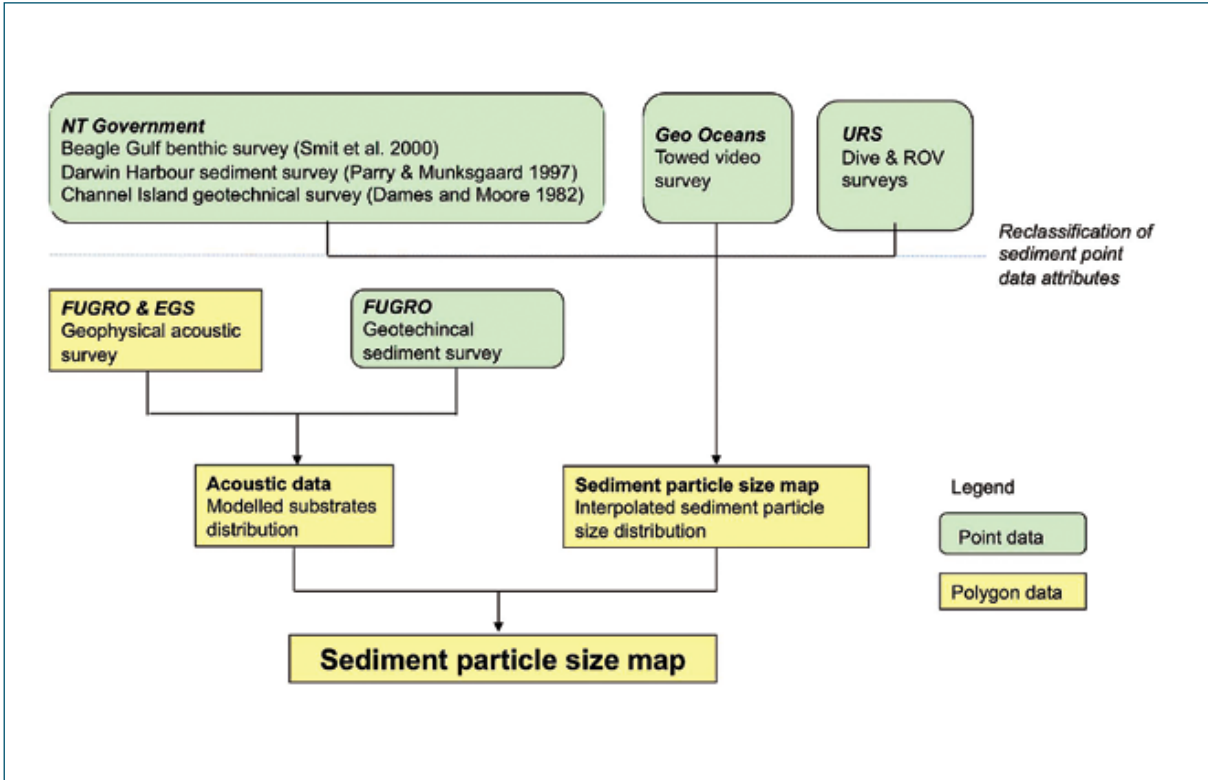 NT Government
Beagle Gulf benthic survey (Smit et al. 2000)
Darwin Harbour sediment survey (Parry & Munksgaard 1997)
Channel Island geotechnical survey (Dames and Moore 1982)
Geo Oceans
Towed video
survey
URS
Dive & ROV
surveys
Reclassification of
sediment point
data attributes
FUGRO & EGS
Geophysical acoustic
survey
FUGRO
Geotechincal
sediment survey
Acoustic data
Modelled substrates
distribution
Sediment particle size map
Interpolated sediment particle
size distribution
Legend
Point data
Polygon data
Sediment particle size map